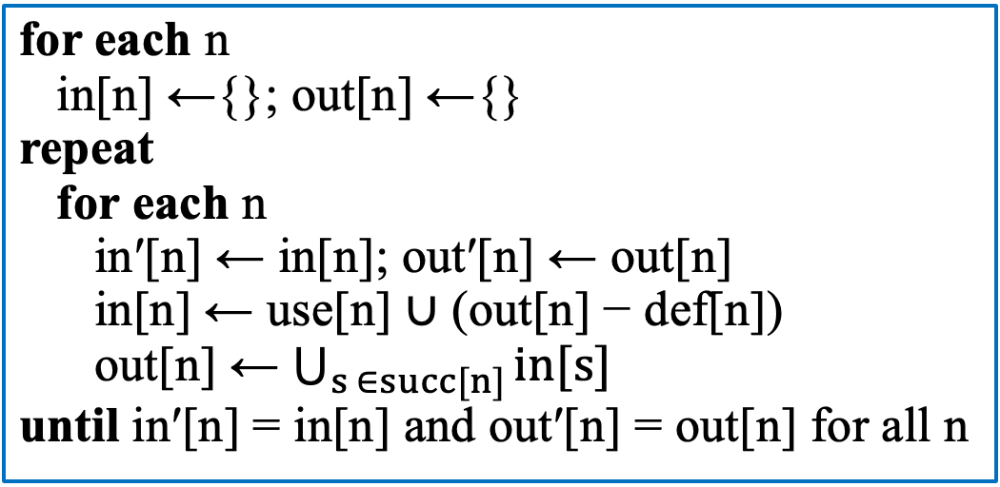 for each n
in[n] ←{}; out[n] ←{}
repeat
for each n
in′[n] ← in[n]; out′[n] ← out[n]
in[n] ← use[n] ∪ (out[n] − def[n])
out[n] ← ⋃s ∈succ[n] in[s]
until in′[n] = in[n] and out′[n] = out[n] for all n